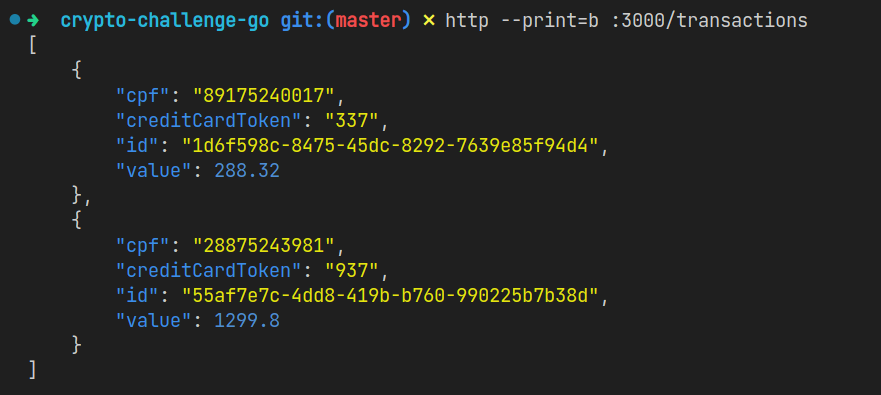 ➜ crypto-challenge-go git:(master) × http --print=b :3000/transactions
[
    {
        "cpf": "89175240017",
        "creditCardToken": "337",
        "id": "1d6f598c-8475-45dc-8292-7639e85f94d4",
        "value": 288.32
    },
    {
        "cpf": "28875243981",
        "creditCardToken": "937",
        "id": "55af7e7c-4dd8-419b-b760-990225b7b38d",
        "value": 1299.8
    }
]